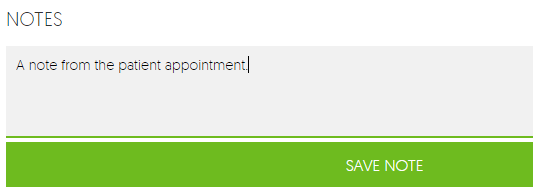 NOTES
A note from the patient appointment.
SAVE NOTE